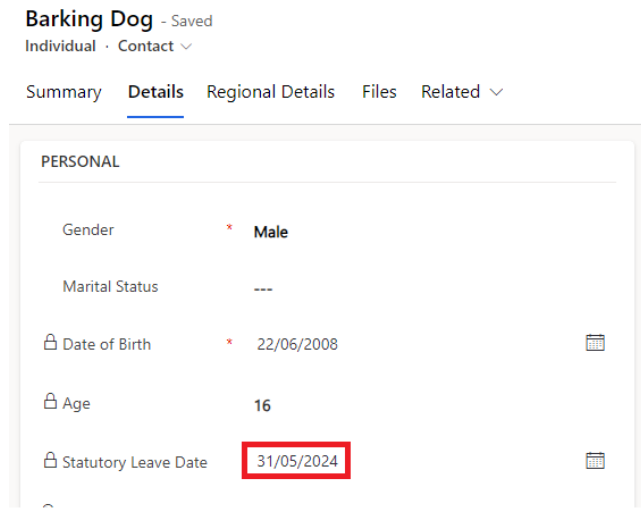 Barking Dog - Saved
Individual · Contact
Summary Details Regional Details Files Related
PERSONAL
Gender * Male
Marital Status ---
Date of Birth * 22/06/2008
Age 16
Statutory Leave Date 31/05/2024